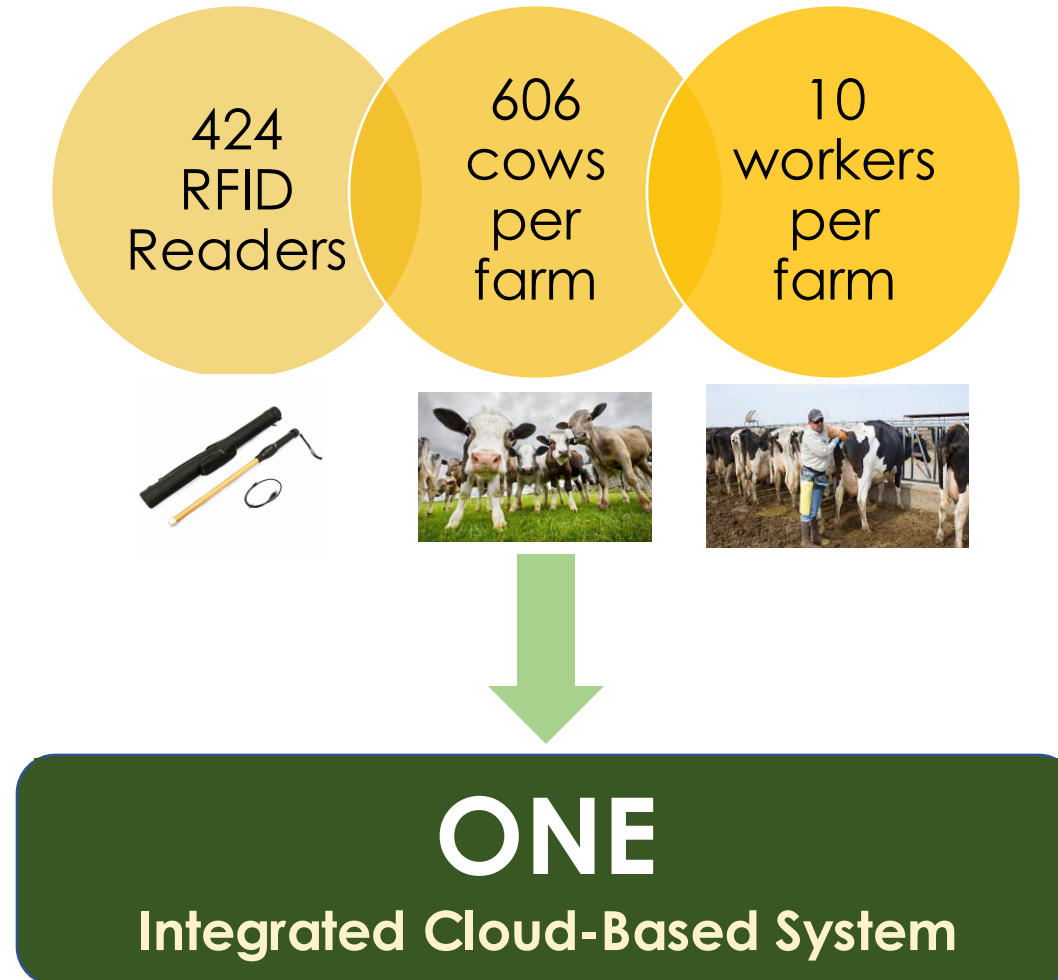 424
RFID
Readers
606
cows
per
farm
10
workers
per
farm
ONE
Integrated Cloud-Based System